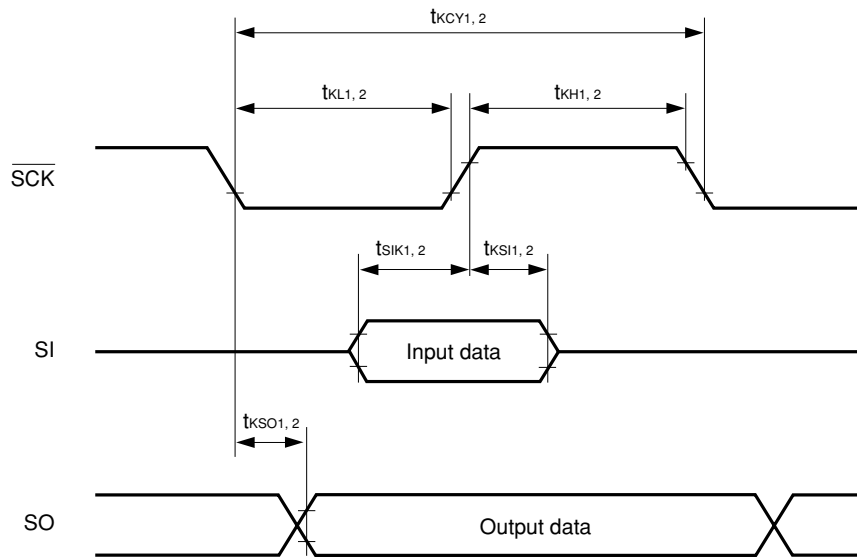 tKCY1, 2
tKL1, 2
tKH1, 2
SCK
tSIK1, 2
tKSI1, 2
SI
Input data
tKSO1, 2
SO
Output data